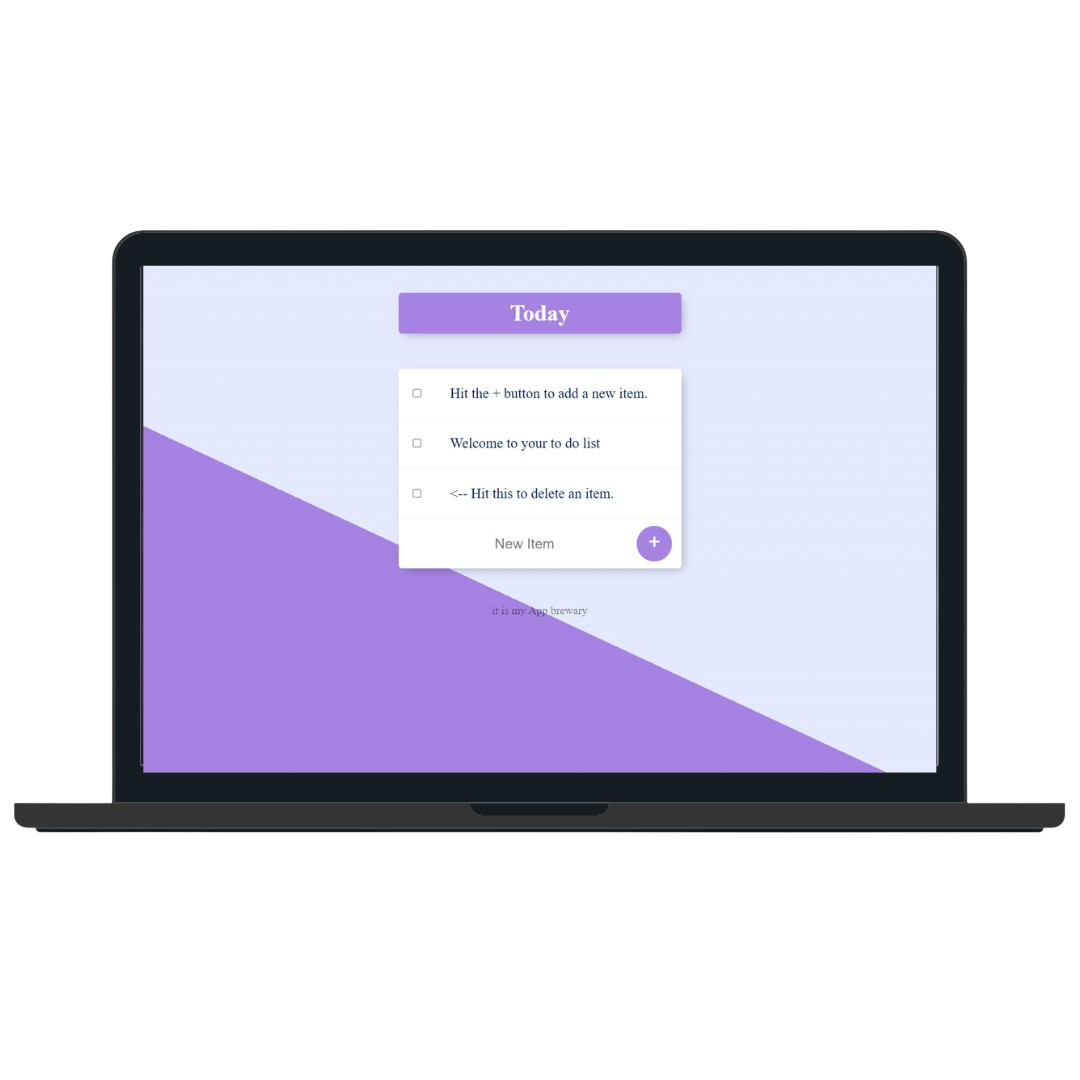 Today
Hit the + button to add a new item.
Welcome to your to do list
<-- Hit this to delete an item.
New Item
+
it is my App brewary